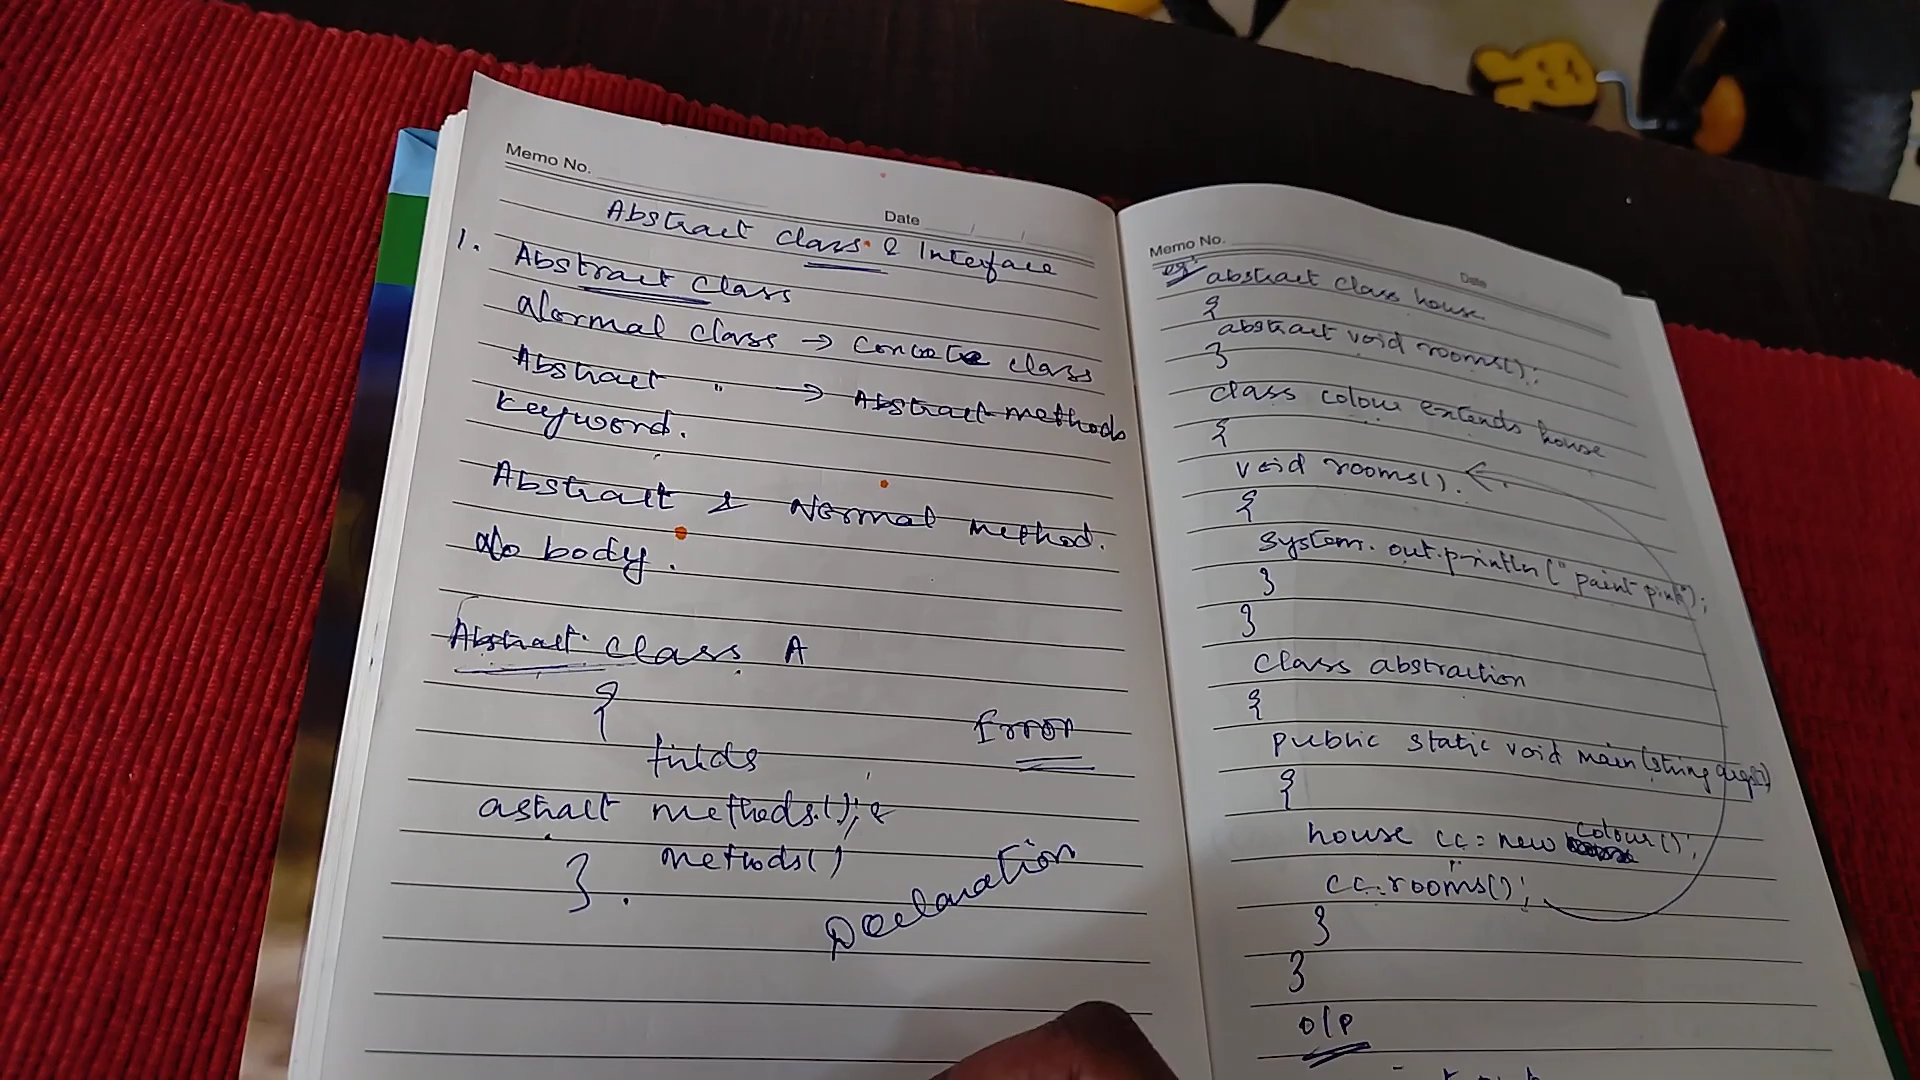 Memo No.
Date
Abstract class & Interface
1. Abstract Class
Normal class → Concrete class
Abstract " → Abstract methods
keyword.
Abstract & Normal method.
No body.
Abstract class A
{
Error
fields
methods();&
methods()
}.
Declaration
Memo No.
Date
eg:
abstract class house
{
abstract void rooms();
}
class colour extends house
{
void rooms().
{
System.out.println("paint pink");
}
}
class abstraction
{
public static void main(string args[])
{
house cc = new colour();
cc.rooms();
}
}
O/P